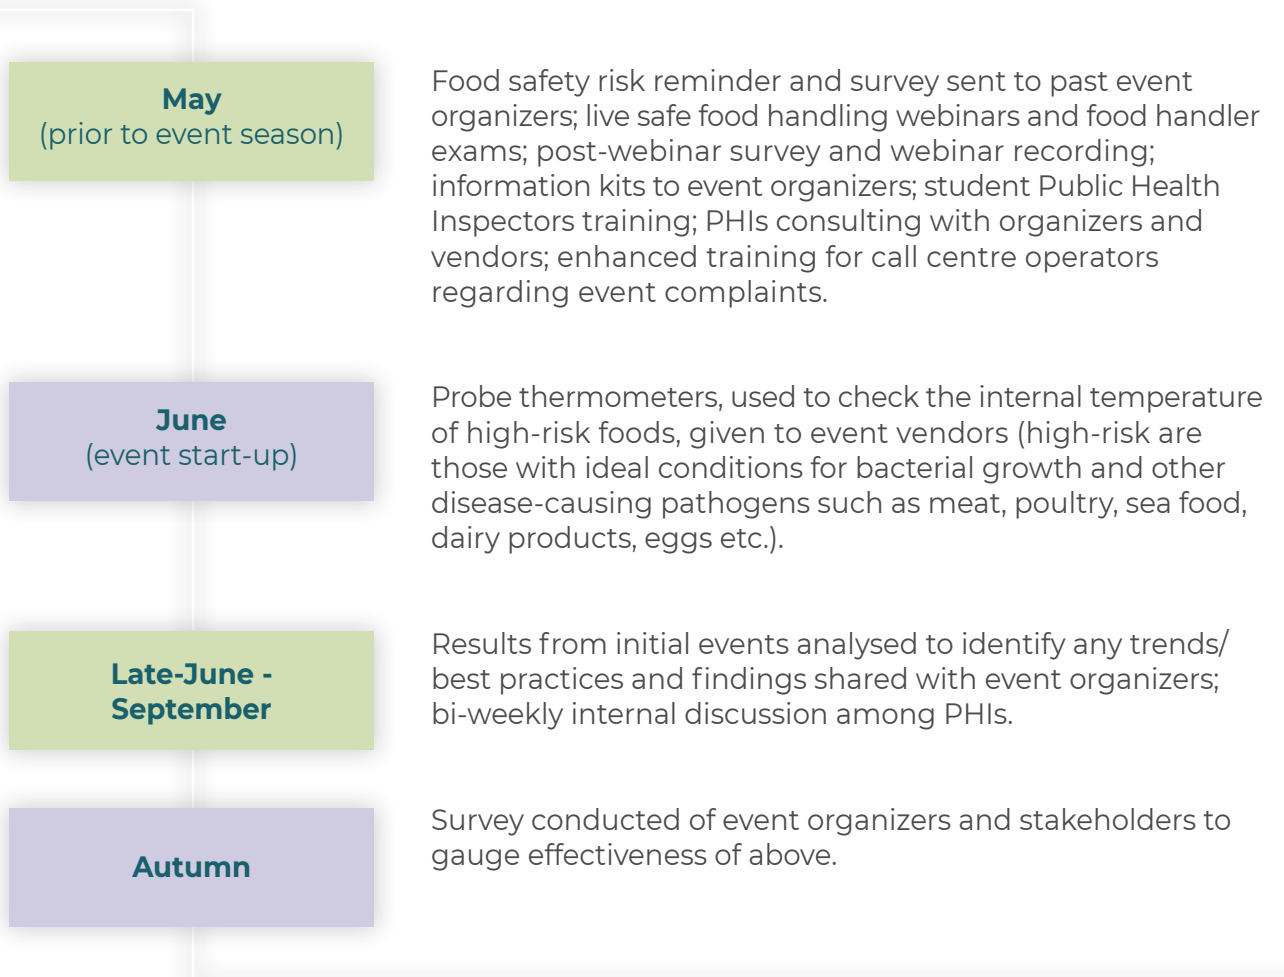 May
(prior to event season)
Food safety risk reminder and survey sent to past event
organizers; live safe food handling webinars and food handler
exams; post-webinar survey and webinar recording;
information kits to event organizers; student Public Health
Inspectors training; PHIs consulting with organizers and
vendors; enhanced training for call centre operators
regarding event complaints.
June
(event start-up)
Probe thermometers, used to check the internal temperature
of high-risk foods, given to event vendors (high-risk are
those with ideal conditions for bacterial growth and other
disease-causing pathogens such as meat, poultry, sea food,
dairy products, eggs etc.).
Late-June -
September
Results from initial events analysed to identify any trends/
best practices and findings shared with event organizers;
bi-weekly internal discussion among PHIs.
Autumn
Survey conducted of event organizers and stakeholders to
gauge effectiveness of above.